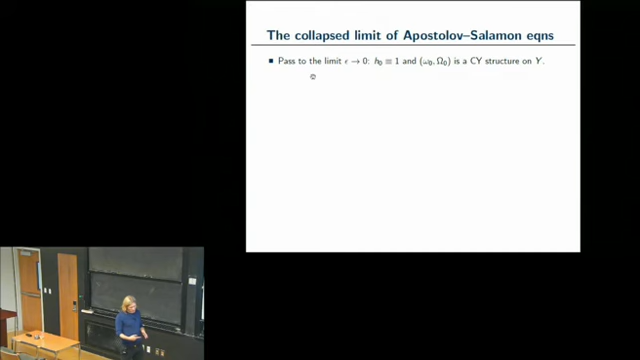 The collapsed limit of Apostolov–Salamon eqns
Pass to the limit ϵ → 0: h₀ ≡ 1 and (ω₀, Ω₀) is a CY structure on Y.